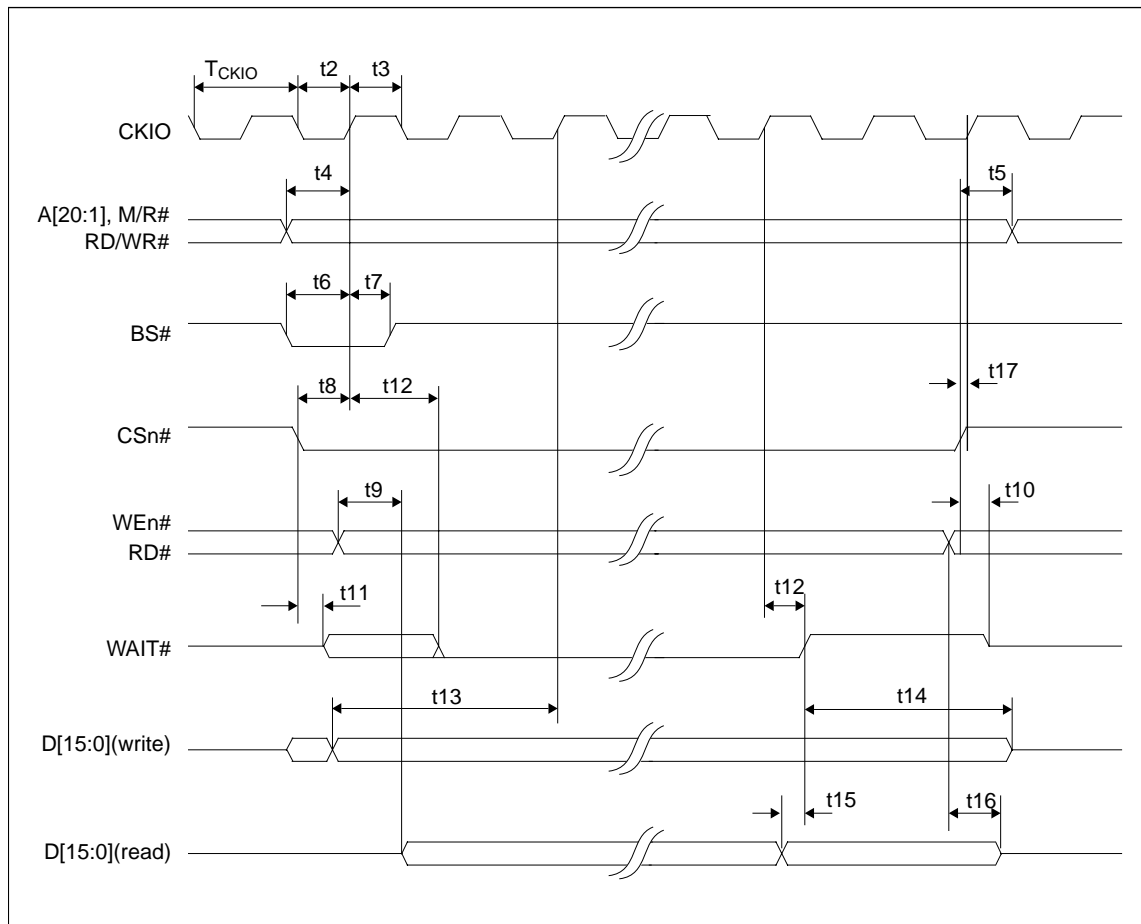 TCKIO
t2
t3
CKIO
t4
t5
A[20:1], M/R#
RD/WR#
t6
t7
BS#
t17
t8
t12
CSn#
t9
t10
WEn#
RD#
t11
t12
WAIT#
t13
t14
D[15:0](write)
t15
t16
D[15:0](read)